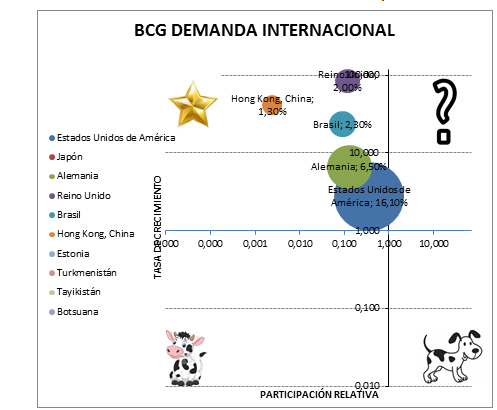 BCG DEMANDA INTERNACIONAL
Reino Unido;
2,00%
100,000
Hong Kong, China;
1,30%
Brasil; 2,30%
10,000
Alemania; 6,50%
Estados Unidos de
América; 16,10%
Estados Unidos de América
Japón
Alemania
Reino Unido
Brasil
Hong Kong, China
Estonia
Turkmenistán
Tayikistán
Botsuana
TASA DE CRECIMIENTO
1,000
0,000
0,001
0,010
0,100
1,000
10,000
0,100
0,010
PARTICIPACIÓN RELATIVA